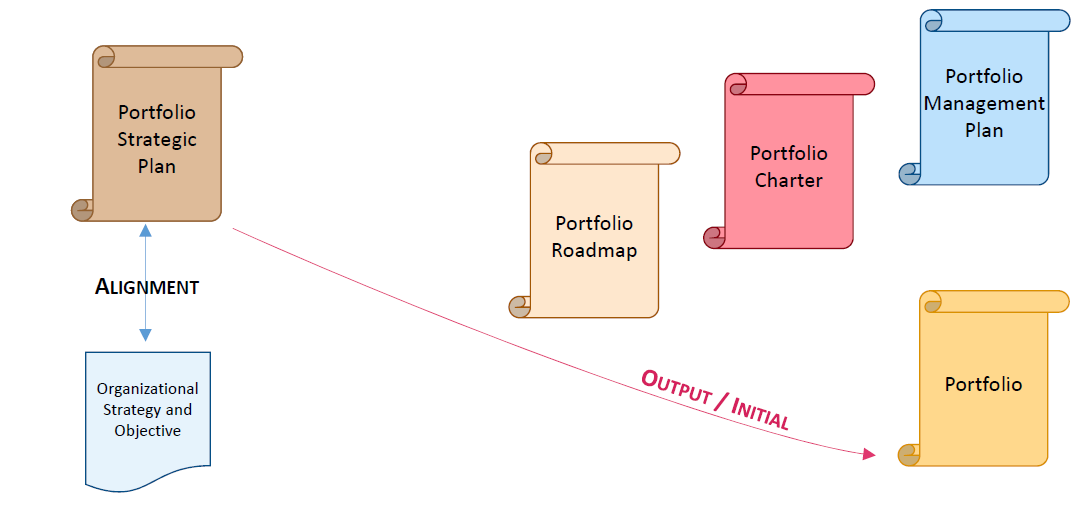 Portfolio
Strategic
Plan
ALIGNMENT
Organizational
Strategy and
Objective
Portfolio
Roadmap
Portfolio
Charter
Portfolio
Management
Plan
OUTPUT / INITIAL
Portfolio